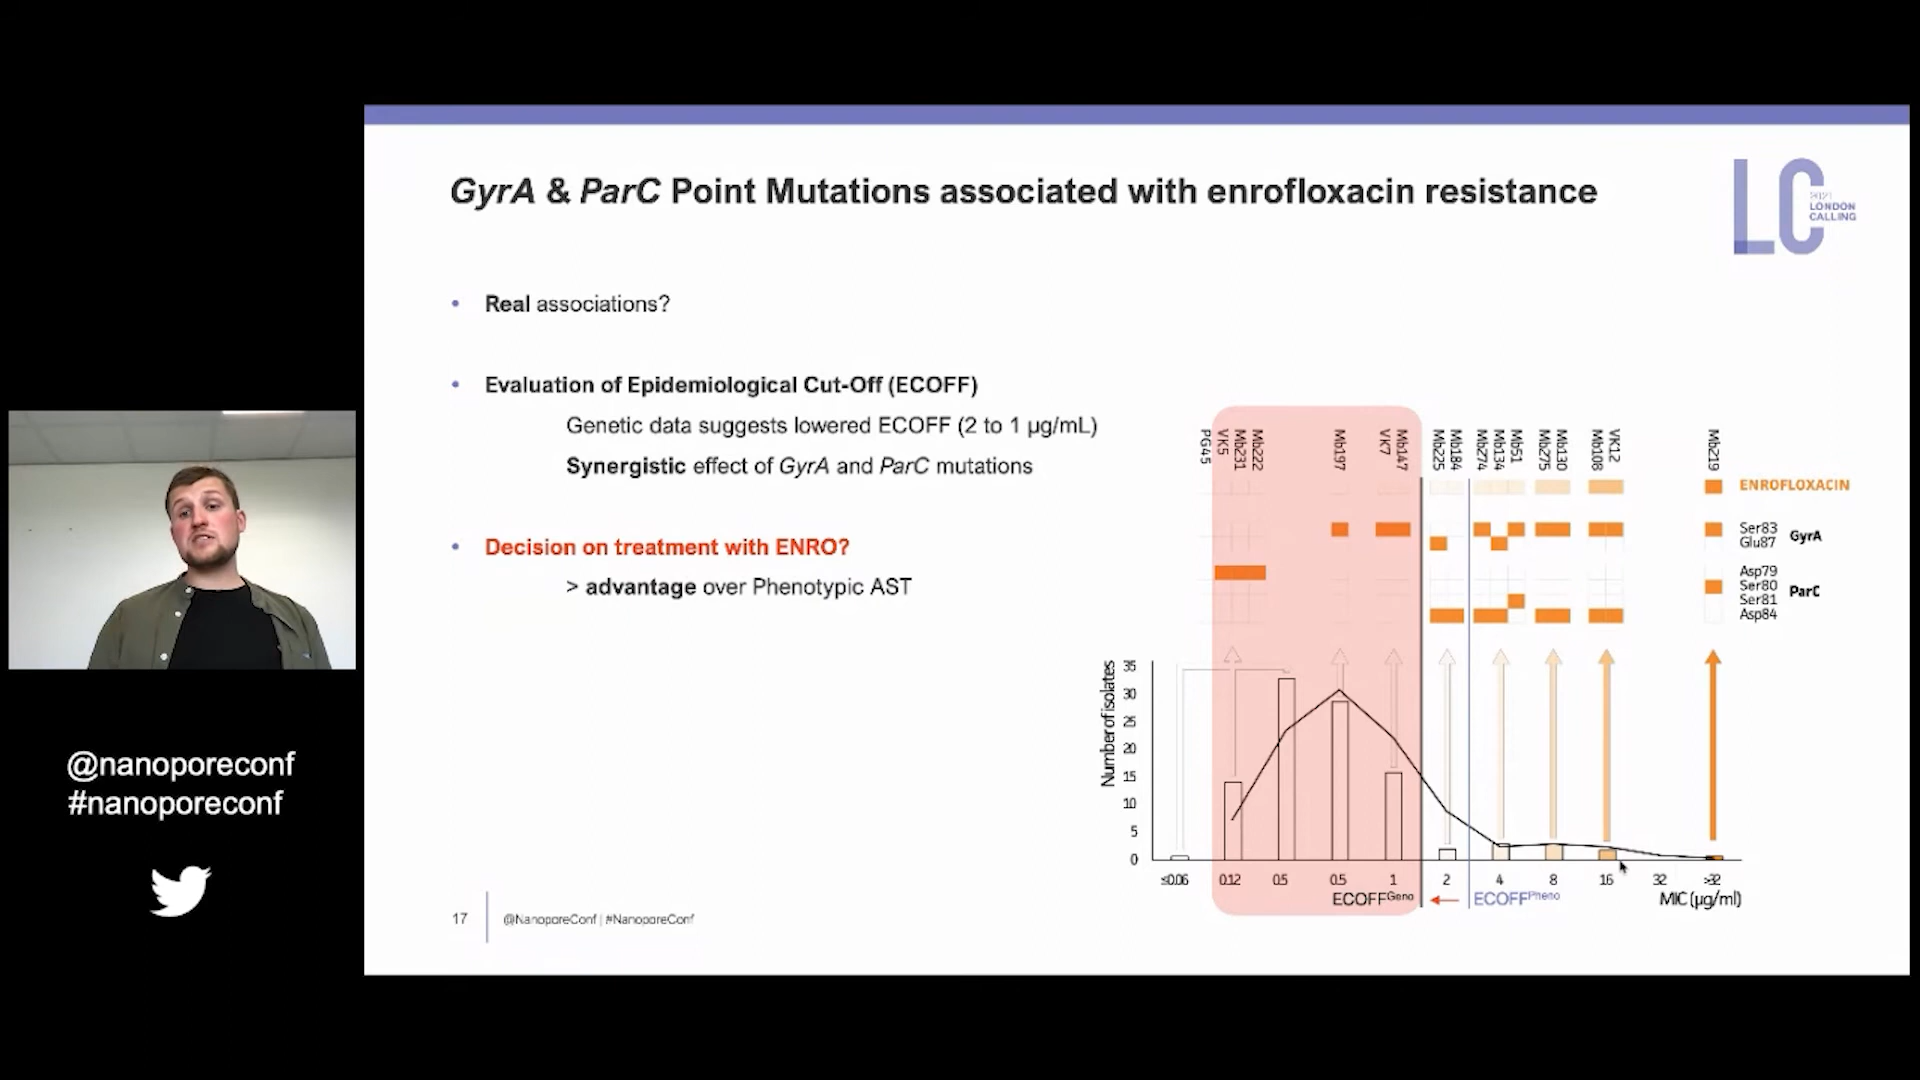 GyrA & ParC Point Mutations associated with enrofloxacin resistance
LC
2021
LONDON
CALLING
• Real associations?
• Evaluation of Epidemiological Cut-Off (ECOFF)
Genetic data suggests lowered ECOFF (2 to 1 µg/mL)
Synergistic effect of GyrA and ParC mutations
• Decision on treatment with ENRO?
> advantage over Phenotypic AST
PG45 VK5 Mb231 Mb222 Mb197 VK7 Mb147 Mb225 Mb184 Mb274 Mb134 Mb51 Mb275 Mb130 Mb108 VK12 Mb219
ENROFLOXACIN
Ser83
Glu87
GyrA
Asp79
Ser80
Ser81
Asp84
ParC
Number of isolates
35
30
25
20
15
10
5
0
≤0.06 0.12 0.5 0.5 1 2 4 8 16 32 >32
ECOFFGeno ECOFFPheno MIC (µg/ml)
17
@NanoporeConf | #NanoporeConf
@nanoporeconf
#nanoporeconf